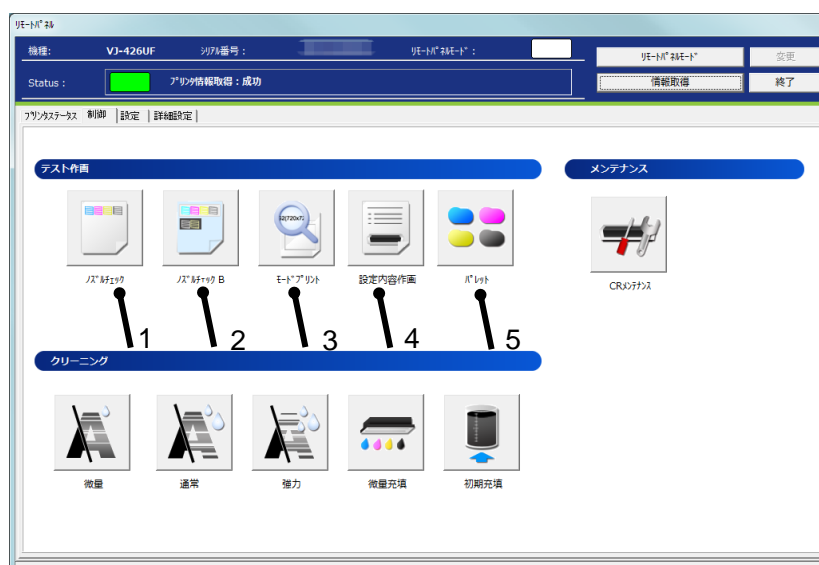 ﾘﾓｰﾄﾊﾟﾈﾙ
機種: VJ-426UF ｼﾘｱﾙ番号： ﾘﾓｰﾄﾊﾟﾈﾙﾓｰﾄﾞ： ﾘﾓｰﾄﾊﾟﾈﾙﾓｰﾄﾞ 変更
Status： ﾌﾟﾘﾝﾀ情報取得：成功 情報取得 終了
ﾌﾟﾘﾝﾀｽﾃｰﾀｽ 制御 設定 詳細設定
テスト作画 メンテナンス
ﾉｽﾞﾙﾁｪｯｸ ﾉｽﾞﾙﾁｪｯｸ B ﾓｰﾄﾞﾌﾟﾘﾝﾄ 設定内容作画 ﾊﾟﾚｯﾄ CRﾒﾝﾃﾅﾝｽ
1 2 3 4 5
クリーニング
微量 通常 強力 微量充填 初期充填